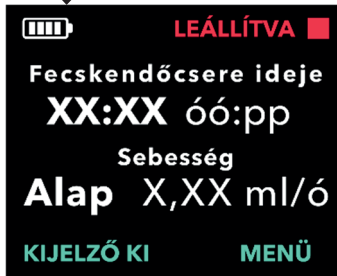 LEÁLLÍTVA
Fecskendőcsere ideje
XX:XX óó:pp
Sebesség
Alap X,XX ml/ó
KIJELZŐ KI MENÜ